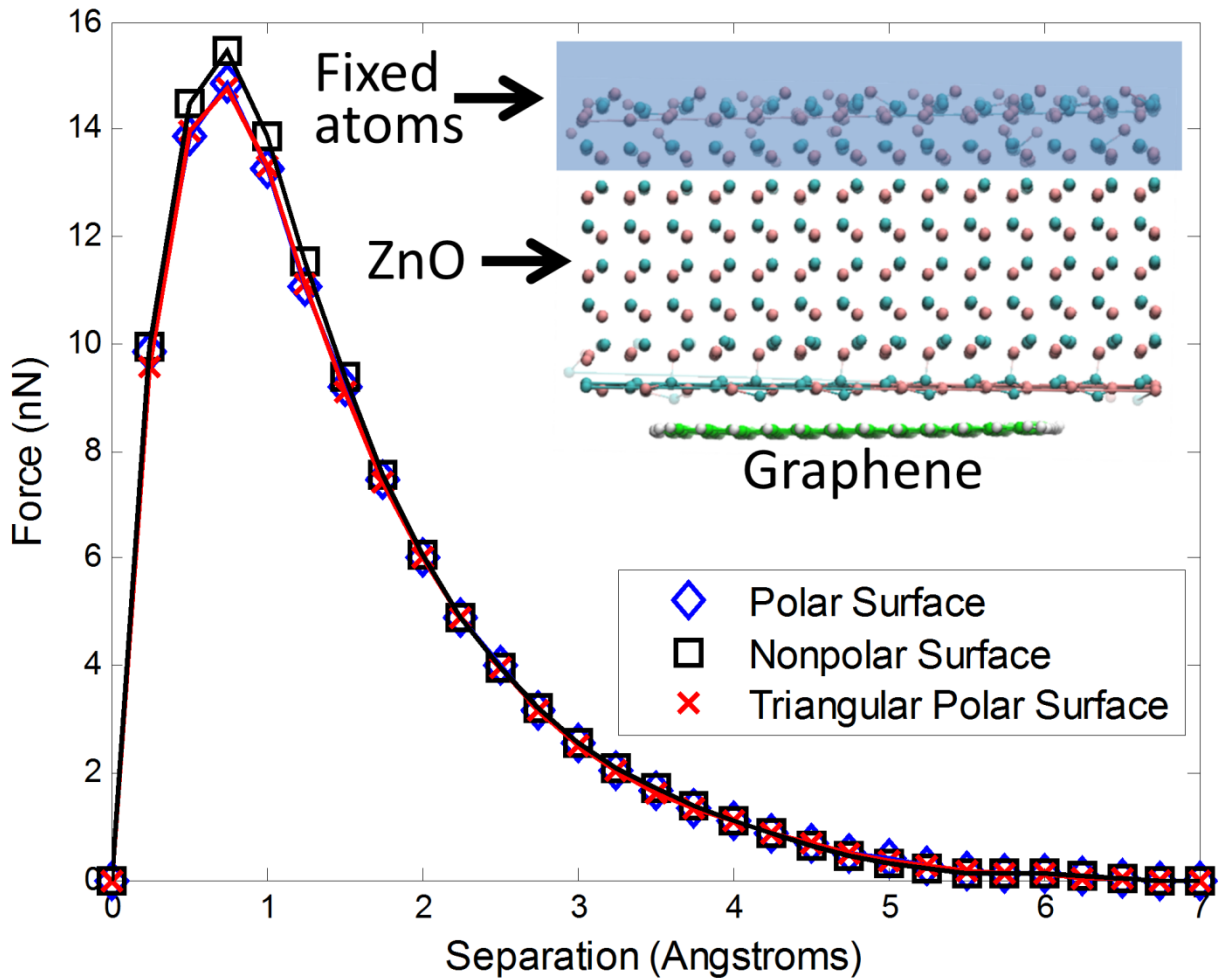 16
14
12
10
8
6
4
2
0
Force (nN)
Fixed
atoms
ZnO
Graphene
Polar Surface
Nonpolar Surface
Triangular Polar Surface
0 1 2 3 4 5 6 7
Separation (Angstroms)